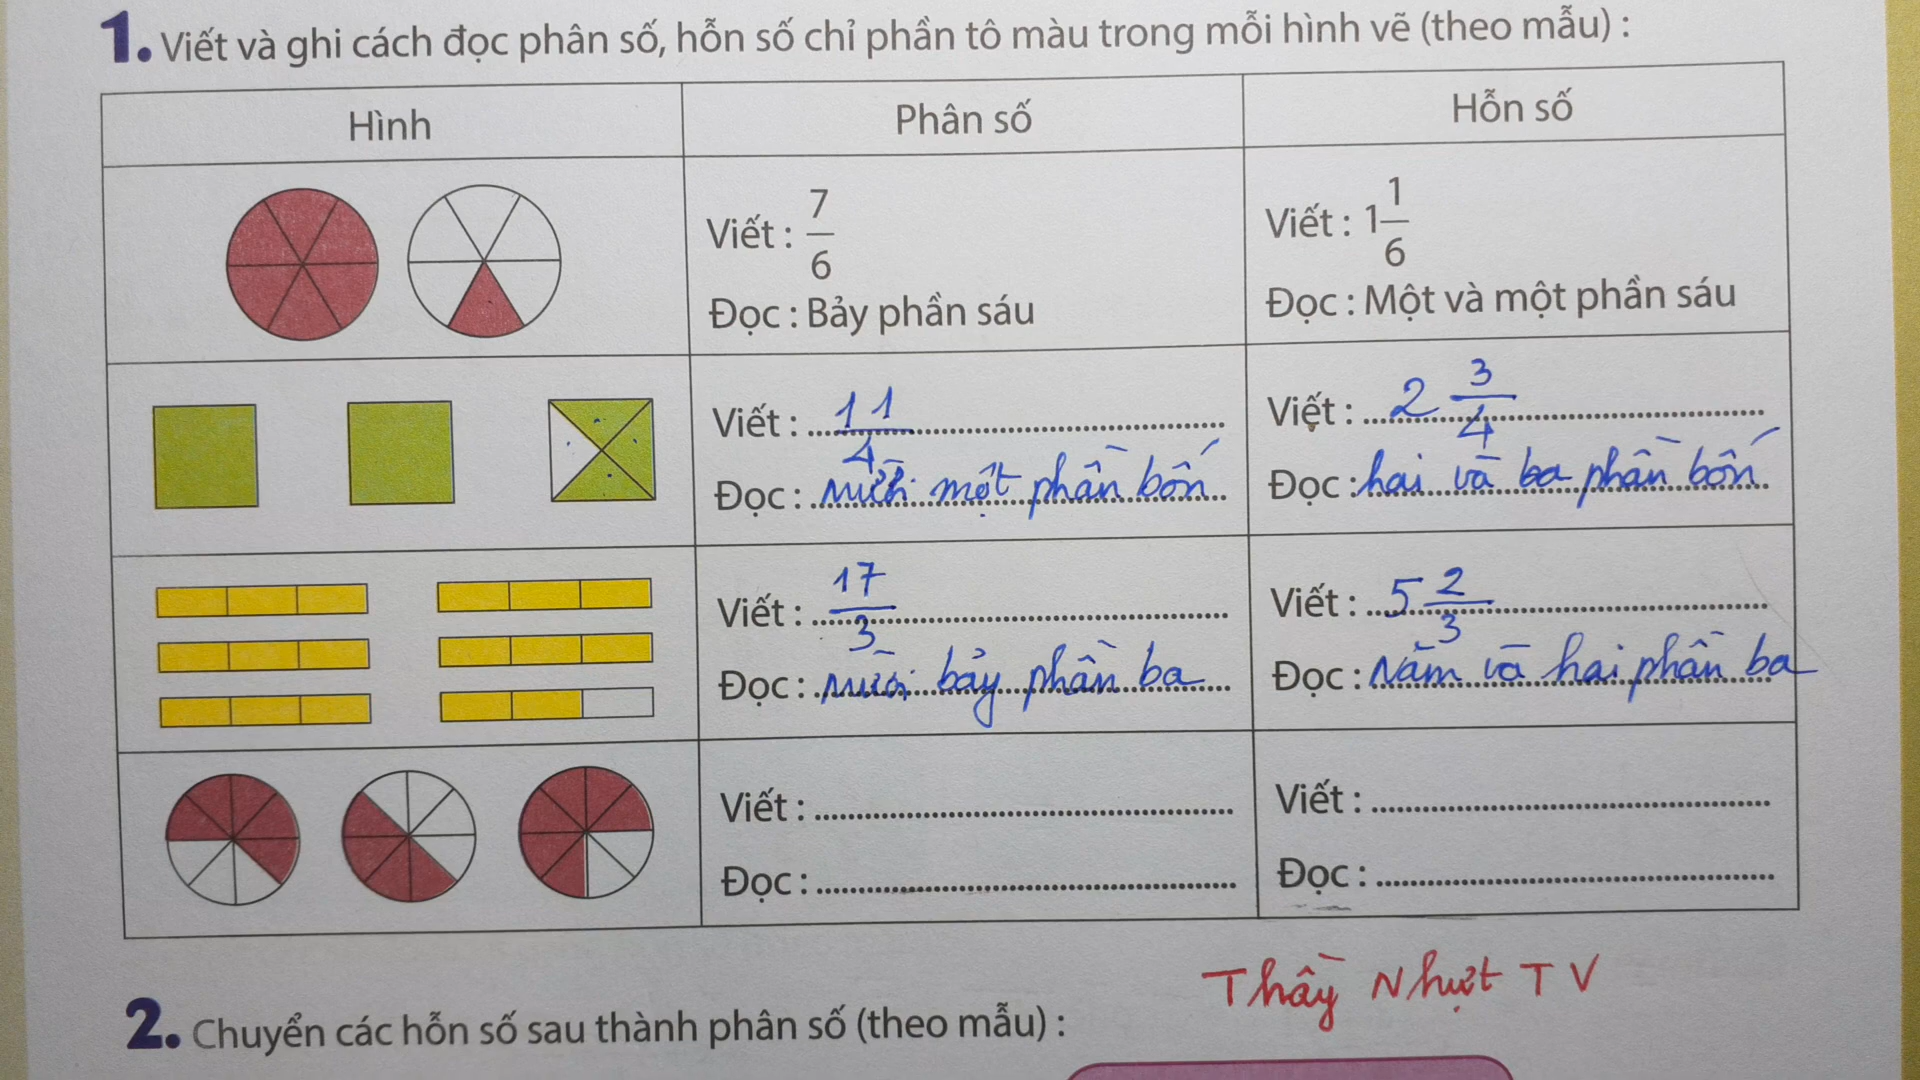 1. Viết và ghi cách đọc phân số, hỗn số chỉ phần tô màu trong mỗi hình vẽ (theo mẫu) :
Hình
Phân số
Hỗn số
Viết : 7/6
Đọc : Bảy phần sáu
Viết : 1 1/6
Đọc : Một và một phần sáu
Viết : 11/4
Đọc : mười một phần bốn
Viết : 2 3/4
Đọc : hai và ba phần bốn
Viết : 17/3
Đọc : mười bảy phần ba
Viết : 5 2/3
Đọc : Năm và hai phần ba
Viết :
Đọc :
Viết :
Đọc :
Thầy Nhựt TV
2. Chuyển các hỗn số sau thành phân số (theo mẫu) :